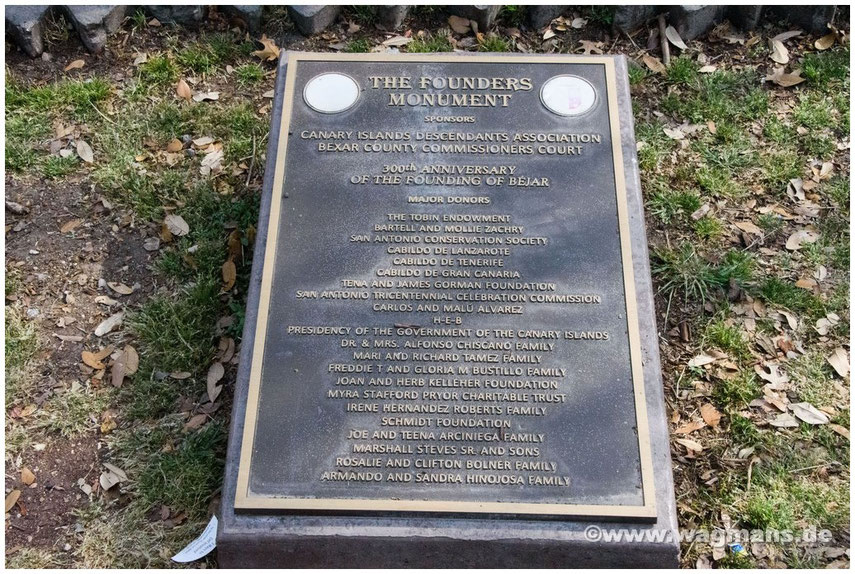 THE FOUNDERS
MONUMENT
SPONSORS
CANARY ISLANDS DESCENDANTS ASSOCIATION
BEXAR COUNTY COMMISSIONERS COURT
300th ANNIVERSARY
OF THE FOUNDING OF BÉJAR
MAJOR DONORS
THE TOBIN ENDOWMENT
BARTELL AND MOLLIE ZACHRY
SAN ANTONIO CONSERVATION SOCIETY
CABILDO DE LANZAROTE
CABILDO DE TENERIFE
CABILDO DE GRAN CANARIA
TENA AND JAMES GORMAN FOUNDATION
SAN ANTONIO TRICENTENNIAL CELEBRATION COMMISSION
CARLOS AND MALÚ ALVAREZ
H-E-B
PRESIDENCY OF THE GOVERNMENT OF THE CANARY ISLANDS
DR. & MRS. ALFONSO CHISCANO FAMILY
MARI AND RICHARD TAMEZ FAMILY
FREDDIE T AND GLORIA M BUSTILLO FAMILY
JOAN AND HERB KELLEHER FOUNDATION
MYRA STAFFORD PRYOR CHARITABLE TRUST
IRENE HERNANDEZ ROBERTS FAMILY
SCHMIDT FOUNDATION
JOE AND TEENA ARCINIEGA FAMILY
MARSHALL STEVES SR. AND SONS
ROSALIE AND CLIFTON BOLNER FAMILY
ARMANDO AND SANDRA HINOJOSA FAMILY
©www.wagmans.de